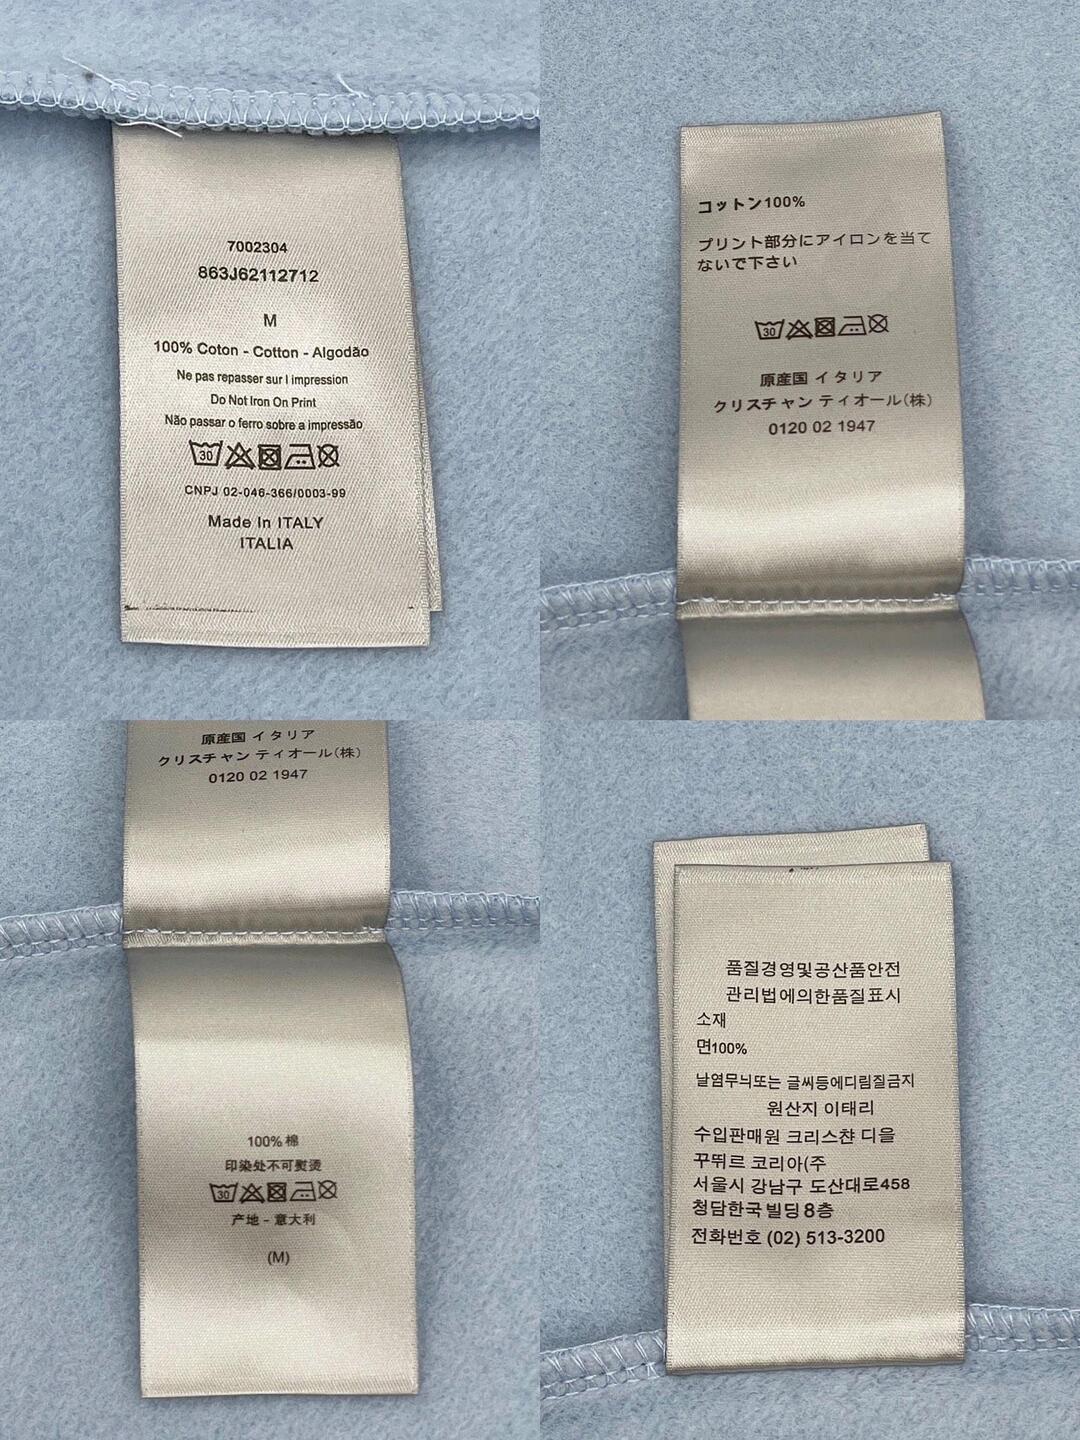 7002304
863J62112712
M
100% Coton - Cotton - Algodão
Ne pas repasser sur l impression
Do Not Iron On Print
Não passar o ferro sobre a impressão
30
CNPJ 02-046-366/0003-99
Made In ITALY
ITALIA
コットン100%
プリント部分にアイロンを当て
ないで下さい
30
原産国 イタリア
クリスチャン ティオール(株)
0120 02 1947
原産国 イタリア
クリスチャン ティオール(株)
0120 02 1947
100% 棉
印染处不可熨烫
30
产地 - 意大利
(M)
품질경영및공산품안전
관리법에의한품질표시
소재
면100%
날염무늬또는 글씨등에디림질금지
원산지 이태리
수입판매원 크리스챤 디을
꾸뛰르 코리아(주
서울시 강남구 도산대로458
청담한국빌딩8층
전화번호 (02) 513-3200